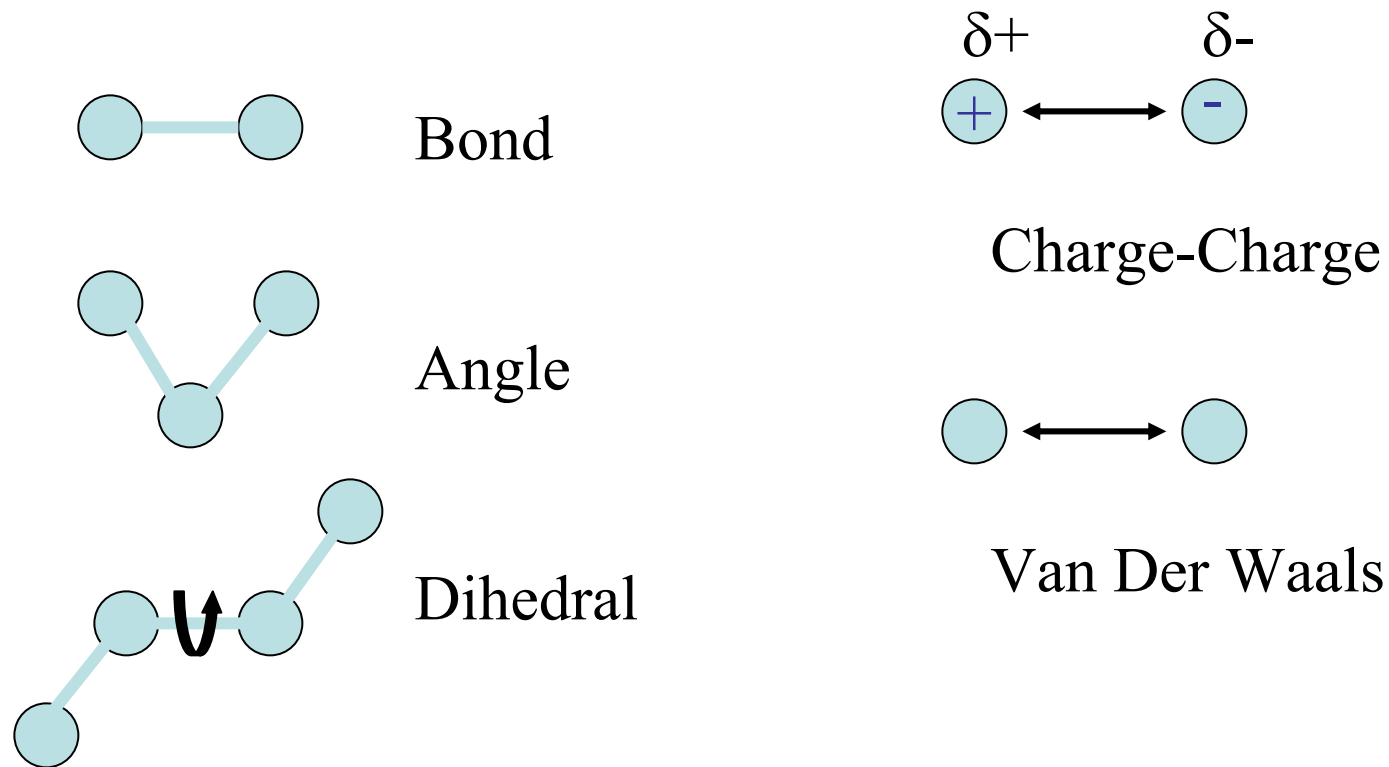 Bond
Angle
Dihedral
δ+ δ-
+ -
Charge-Charge
Van Der Waals